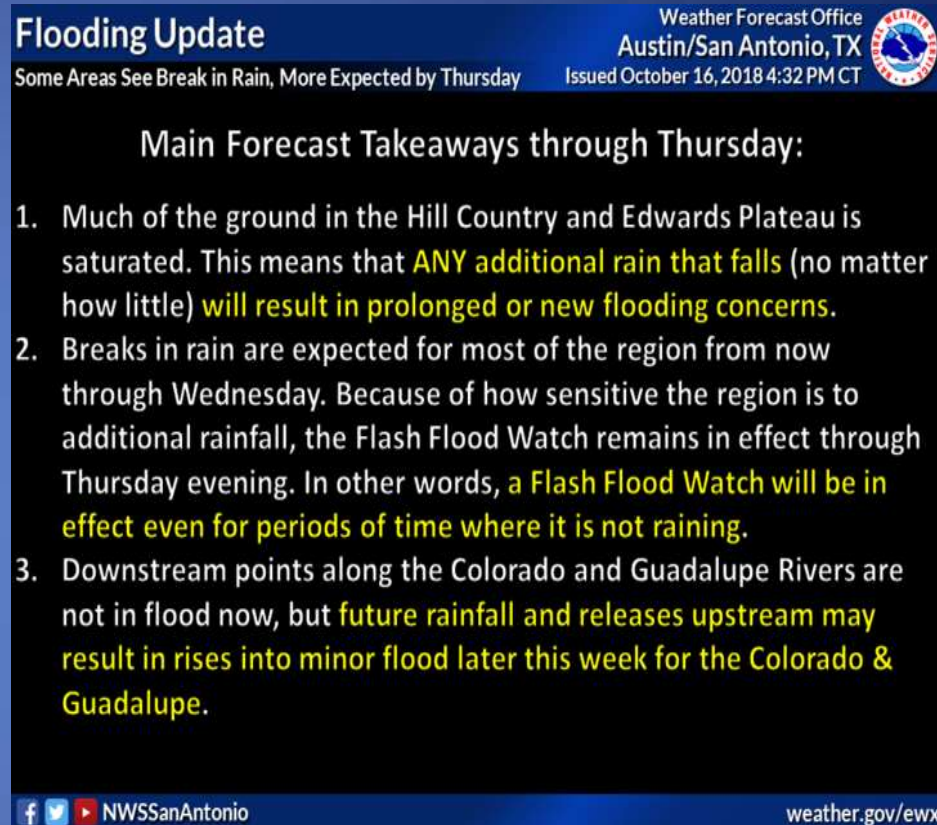 Flooding Update
Some Areas See Break in Rain, More Expected by Thursday
Weather Forecast Office
Austin/San Antonio, TX
Issued October 16, 2018 4:32 PM CT
NATIONAL WEATHER SERVICE
Main Forecast Takeaways through Thursday:
1. Much of the ground in the Hill Country and Edwards Plateau is
saturated. This means that ANY additional rain that falls (no matter
how little) will result in prolonged or new flooding concerns.
2. Breaks in rain are expected for most of the region from now
through Wednesday. Because of how sensitive the region is to
additional rainfall, the Flash Flood Watch remains in effect through
Thursday evening. In other words, a Flash Flood Watch will be in
effect even for periods of time where it is not raining.
3. Downstream points along the Colorado and Guadalupe Rivers are
not in flood now, but future rainfall and releases upstream may
result in rises into minor flood later this week for the Colorado &
Guadalupe.
NWSSanAntonio
weather.gov/ewx